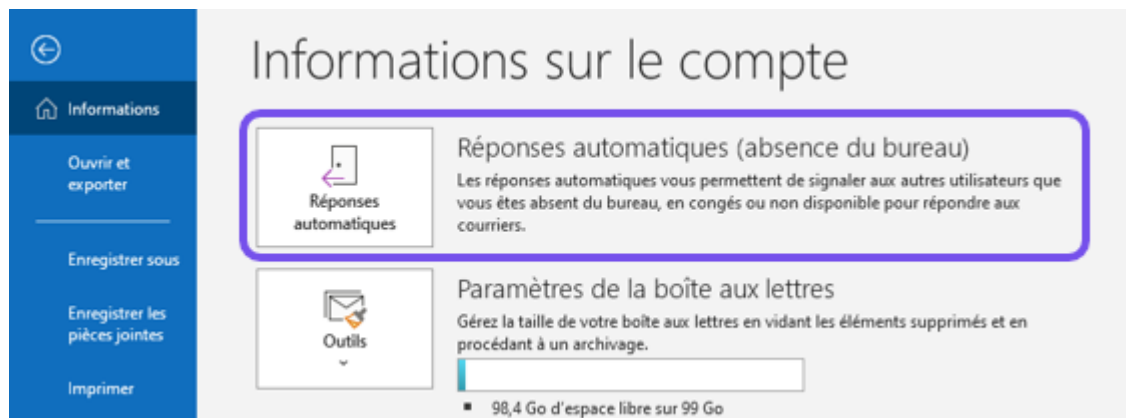 Informations
Ouvrir et
exporter
Enregistrer sous
Enregistrer les
pièces jointes
Imprimer
Informations sur le compte
Réponses
automatiques
Réponses automatiques (absence du bureau)
Les réponses automatiques vous permettent de signaler aux autres utilisateurs que
vous êtes absent du bureau, en congés ou non disponible pour répondre aux
courriers.
Outils
Paramètres de la boîte aux lettres
Gérez la taille de votre boîte aux lettres en vidant les éléments supprimés et en
procédant à un archivage.
98,4 Go d'espace libre sur 99 Go